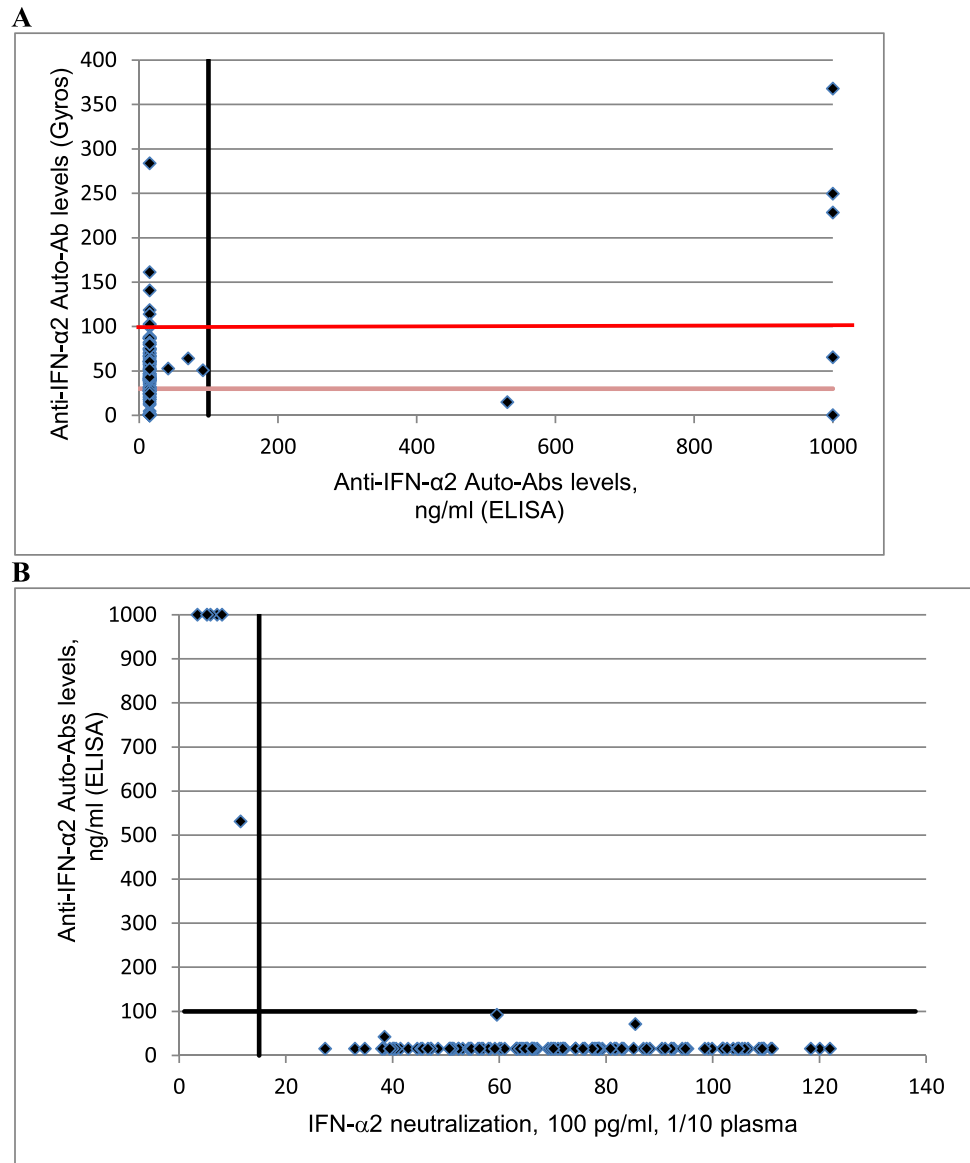 A
Anti-IFN-α2 Auto-Ab levels (Gyros)
400
350
300
250
200
150
100
50
0
0 200 400 600 800 1000
Anti-IFN-α2 Auto-Abs levels,
ng/ml (ELISA)
B
Anti-IFN-α2 Auto-Abs levels,
ng/ml (ELISA)
1000
900
800
700
600
500
400
300
200
100
0
0 20 40 60 80 100 120 140
IFN-α2 neutralization, 100 pg/ml, 1/10 plasma